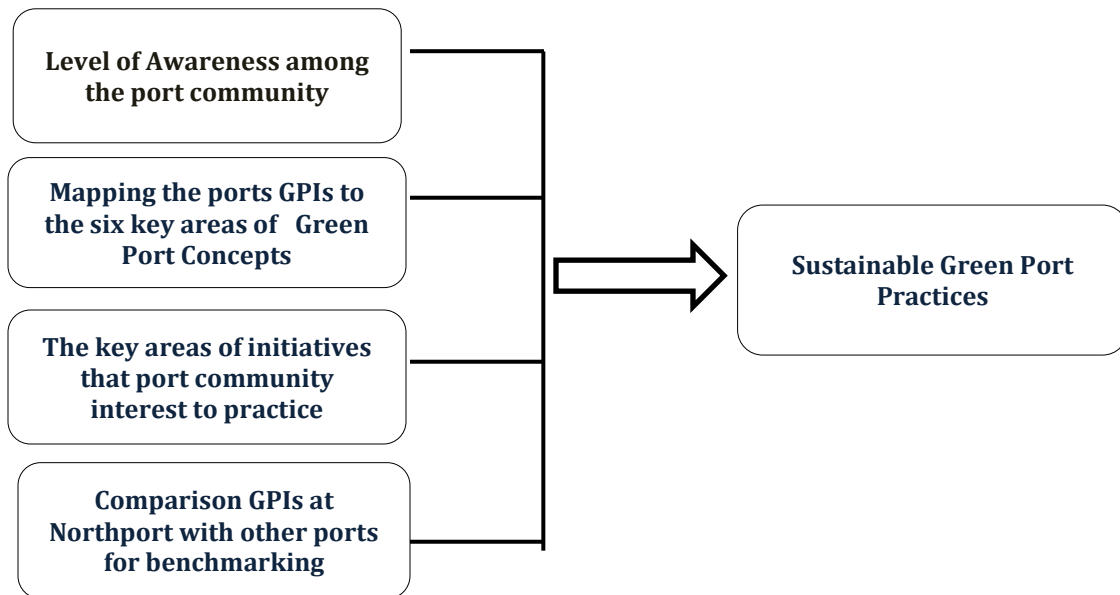 Level of Awareness among
the port community
Mapping the ports GPIs to
the six key areas of Green
Port Concepts
The key areas of initiatives
that port community
interest to practice
Comparison GPIs at
Northport with other ports
for benchmarking
Sustainable Green Port
Practices